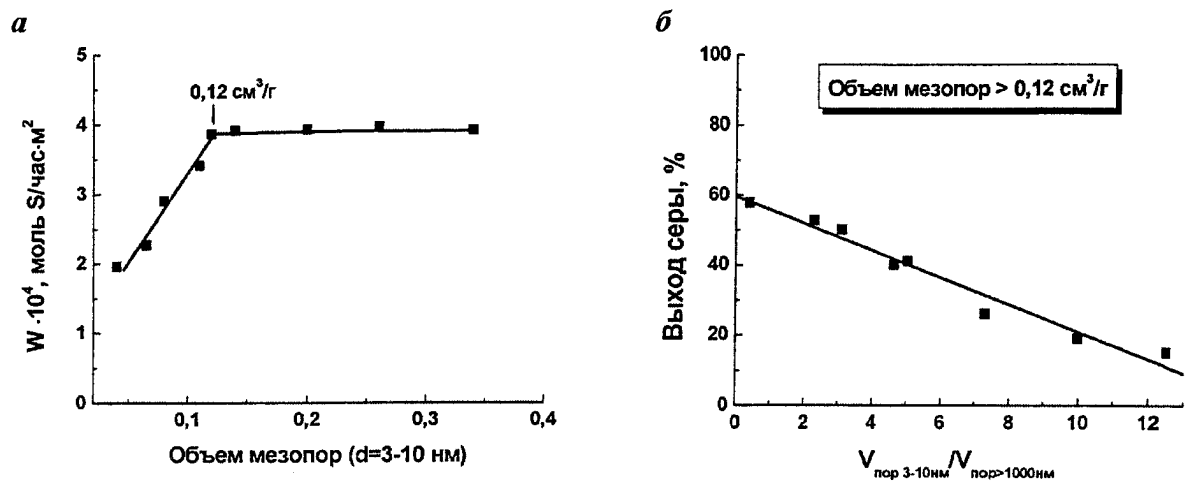 а
W ·10⁴, моль S/час·м²
5
4
3
2
1
0
0,12 см³/г
0,1
0,2
0,3
0,4
Объем мезопор (d=3-10 нм)
б
Выход серы, %
100
80
60
40
20
0
Объем мезопор > 0,12 см³/г
0
2
4
6
8
10
12
Vпор 3-10нм/Vпор>1000нм